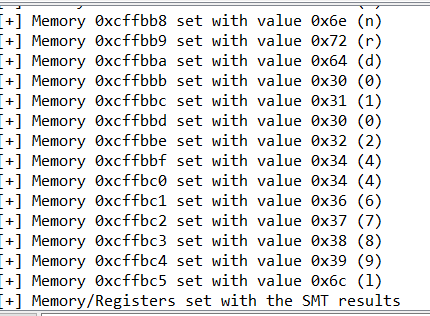 [+] Memory 0xcffbb8 set with value 0x6e (n)
[+] Memory 0xcffbb9 set with value 0x72 (r)
[+] Memory 0xcffbba set with value 0x64 (d)
[+] Memory 0xcffbbb set with value 0x30 (0)
[+] Memory 0xcffbbc set with value 0x31 (1)
[+] Memory 0xcffbbd set with value 0x30 (0)
[+] Memory 0xcffbbe set with value 0x32 (2)
[+] Memory 0xcffbbf set with value 0x34 (4)
[+] Memory 0xcffbc0 set with value 0x34 (4)
[+] Memory 0xcffbc1 set with value 0x36 (6)
[+] Memory 0xcffbc2 set with value 0x37 (7)
[+] Memory 0xcffbc3 set with value 0x38 (8)
[+] Memory 0xcffbc4 set with value 0x39 (9)
[+] Memory 0xcffbc5 set with value 0x6c (l)
[+] Memory/Registers set with the SMT results